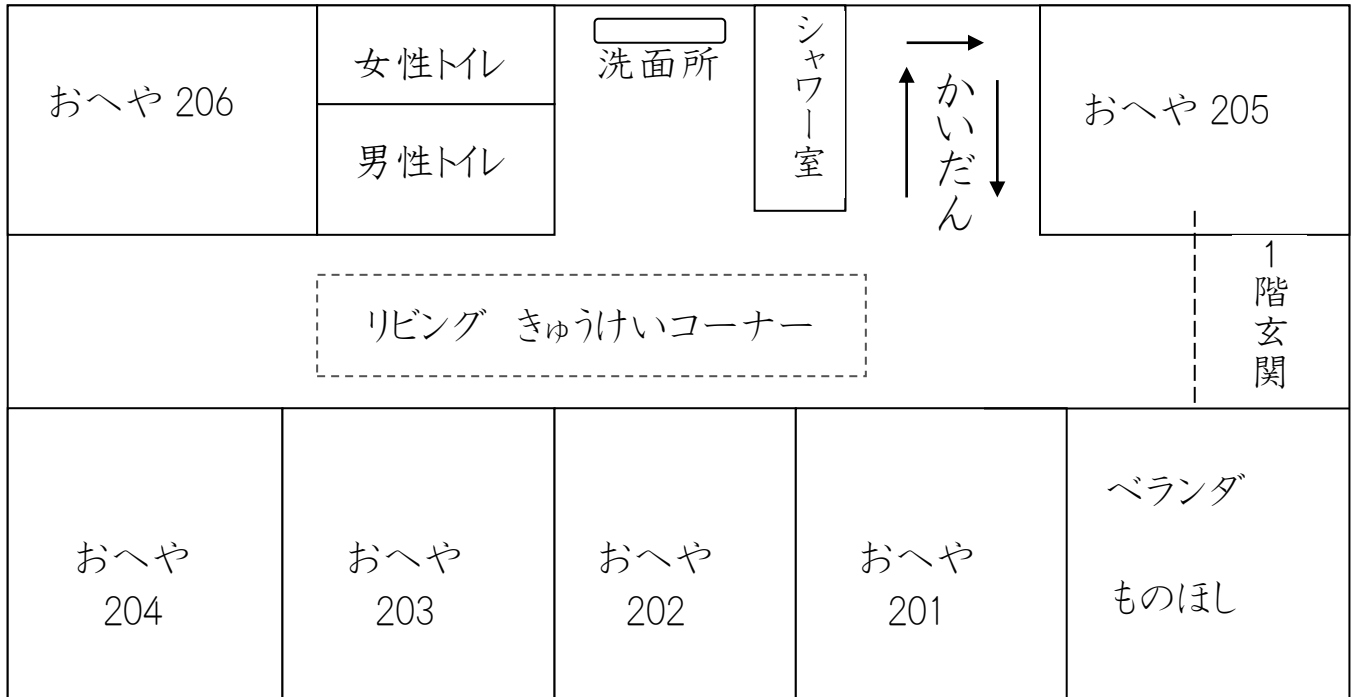 おへや 206
女性トイレ
男性トイレ
洗面所
シャワー室
かいだん
おへや 205
リビング きゅうけいコーナー
1階玄関
おへや
204
おへや
203
おへや
202
おへや
201
ベランダ
ものほし